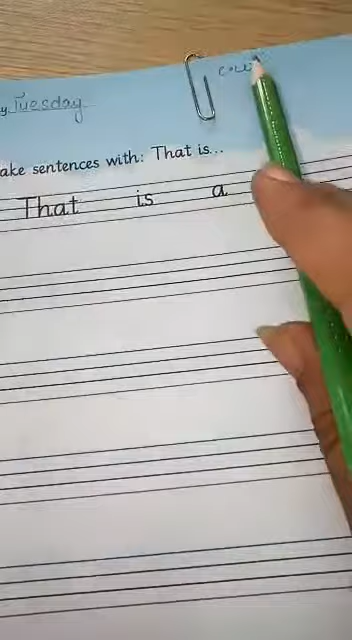 y. Tuesday
ake sentences with: That is...
That is a